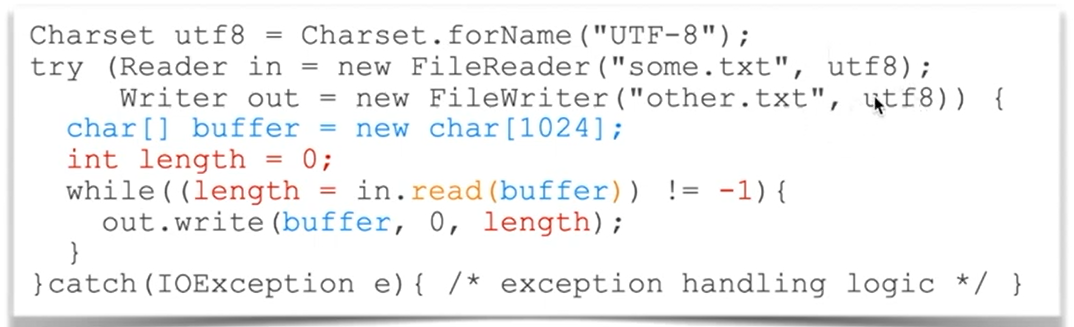 Charset utf8 = Charset.forName("UTF-8");
try (Reader in = new FileReader("some.txt", utf8);
     Writer out = new FileWriter("other.txt", utf8)) {
  char[] buffer = new char[1024];
  int length = 0;
  while((length = in.read(buffer)) != -1){
    out.write(buffer, 0, length);
  }
}catch(IOException e){ /* exception handling logic */ }